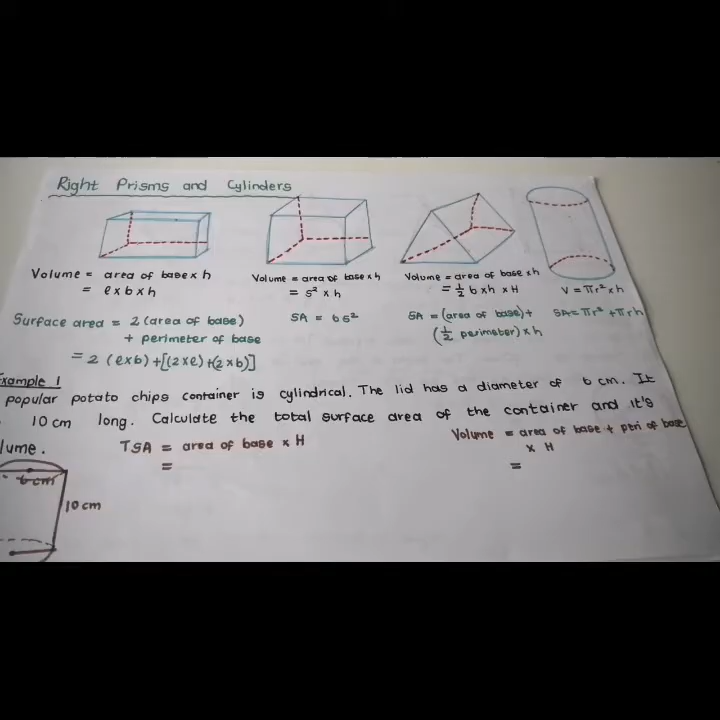 Right Prisms and Cylinders
Volume = area of base x h
= l x b x h
Volume = area of base x h
= s² x h
Volume = area of base x h
= ½ b x h x H
V = πr² x h
Surface area = 2 (area of base)
+ perimeter of base
= 2 (l x b) + [(2 x l) + (2 x b)]
SA = 6s²
SA = (area of base) +
(½ perimeter) x h
SA = πr² + πrh
Example 1
popular potato chips container is cylindrical. The lid has a diameter of 6 cm. It
10 cm long. Calculate the total surface area of the container and it's
lume.
TSA = area of base x H
=
Volume = area of base + peri of base
x H
=
6 cm
10 cm